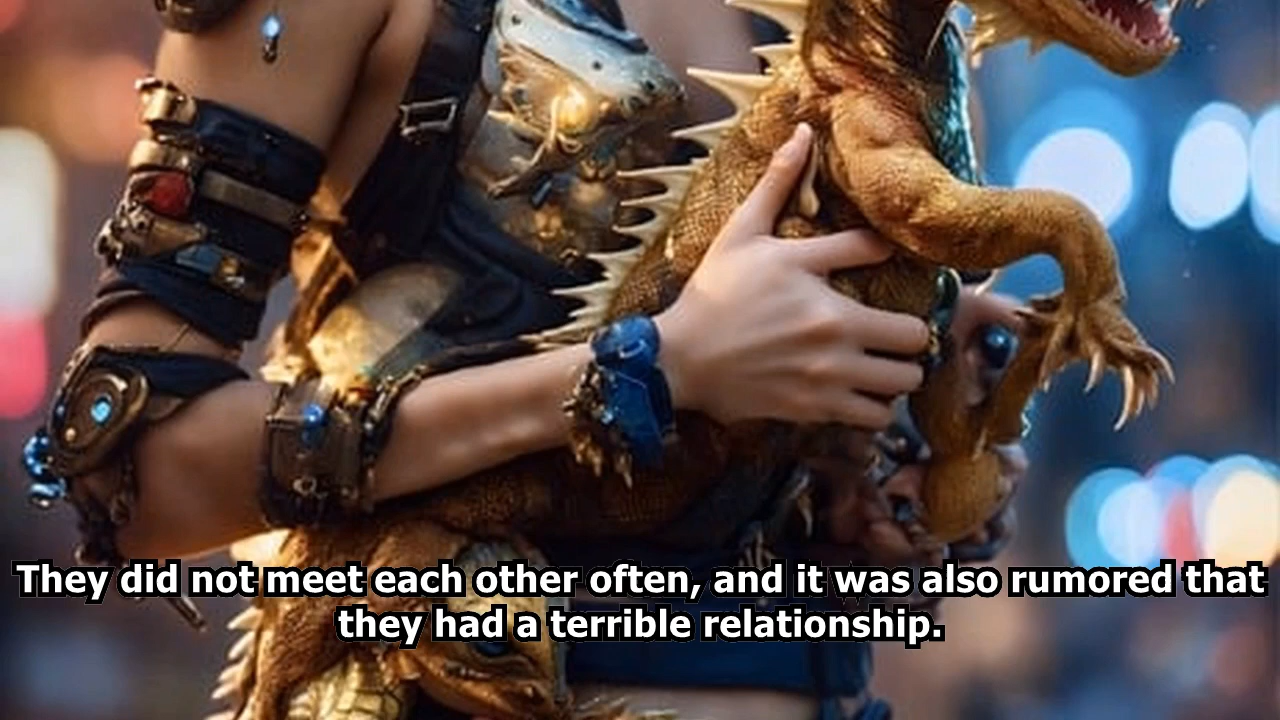 They did not meet each other often, and it was also rumored that
they had a terrible relationship.